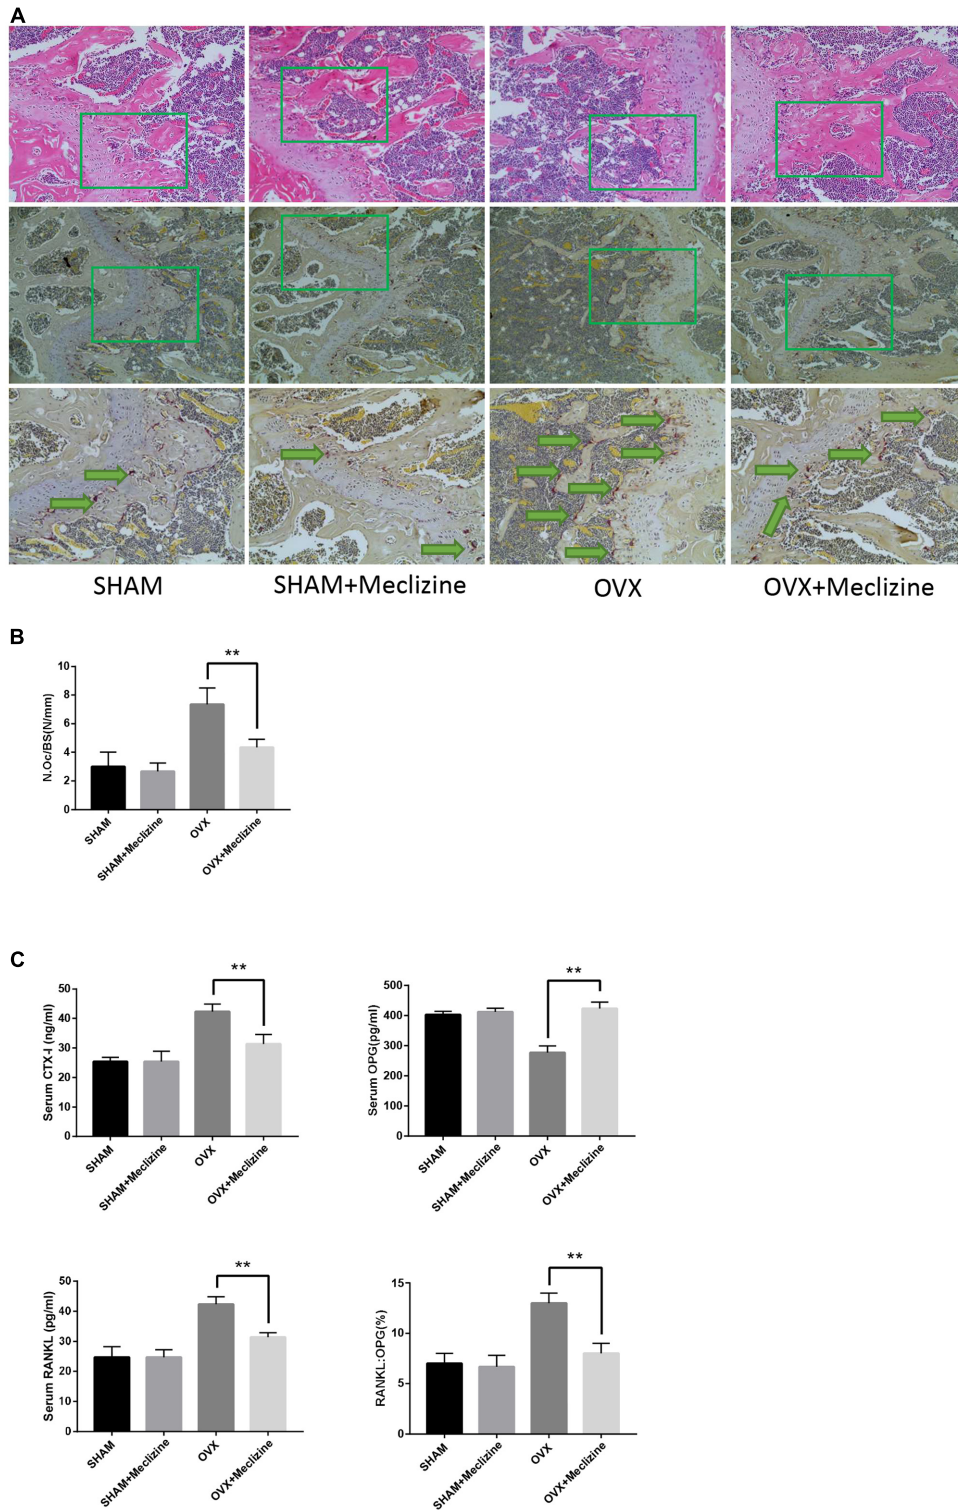 A
SHAM SHAM+Meclizine OVX OVX+Meclizine
B
**
10
8
6
4
2
0
N.Oc/BS(N/mm)
SHAM
SHAM+Meclizine
OVX
OVX+Meclizine
C
**
50
40
30
20
10
0
Serum CTX-I (ng/ml)
SHAM
SHAM+Meclizine
OVX
OVX+Meclizine
**
500
400
300
200
100
0
Serum OPG(pg/ml)
SHAM
SHAM+Meclizine
OVX
OVX+Meclizine
**
50
40
30
20
10
0
Serum RANKL (pg/ml)
SHAM
SHAM+Meclizine
OVX
OVX+Meclizine
**
15
10
5
0
RANKL:OPG(%)
SHAM
SHAM+Meclizine
OVX
OVX+Meclizine